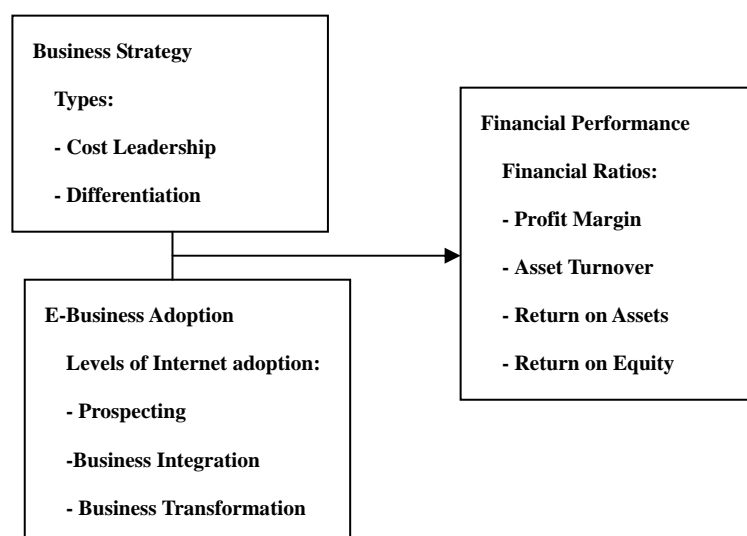 Business Strategy
Types:
- Cost Leadership
- Differentiation
Financial Performance
Financial Ratios:
- Profit Margin
- Asset Turnover
- Return on Assets
- Return on Equity
E-Business Adoption
Levels of Internet adoption:
- Prospecting
-Business Integration
- Business Transformation